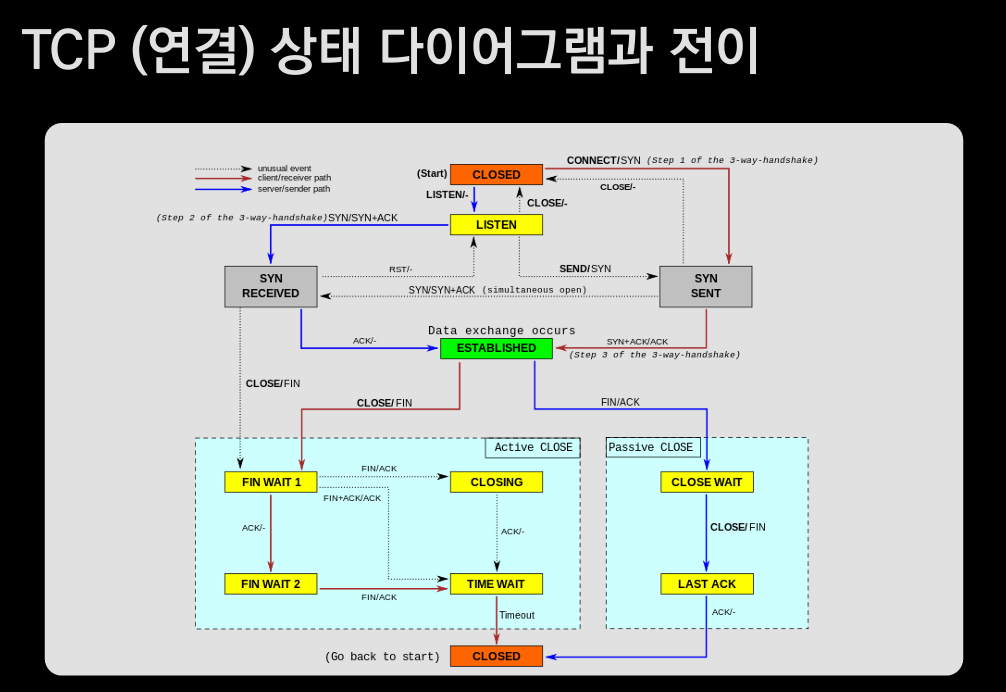 TCP (연결) 상태 다이어그램과 전이
unusual event
client/receiver path
server/sender path
(Start)
CLOSED
CONNECT/SYN (Step 1 of the 3-way-handshake)
CLOSE/-
LISTEN/-
CLOSE/-
(Step 2 of the 3-way-handshake)SYN/SYN+ACK
LISTEN
SYN
RECEIVED
RST/-
SEND/SYN
SYN
SENT
SYN/SYN+ACK (simultaneous open)
Data exchange occurs
ACK/-
ESTABLISHED
SYN+ACK/ACK
(Step 3 of the 3-way-handshake)
CLOSE/FIN
CLOSE/ FIN
FIN/ACK
Active CLOSE
Passive CLOSE
FIN WAIT 1
FIN/ACK
CLOSING
CLOSE WAIT
FIN+ACK/ACK
ACK/-
ACK/-
CLOSE/ FIN
FIN WAIT 2
FIN/ACK
TIME WAIT
LAST ACK
Timeout
ACK/-
(Go back to start)
CLOSED